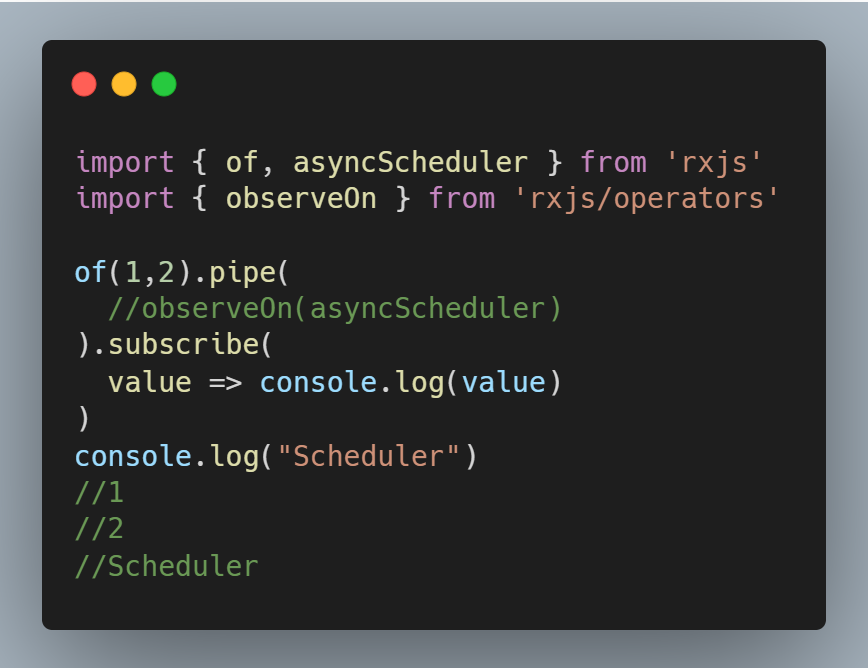 import { of, asyncScheduler } from 'rxjs'
import { observeOn } from 'rxjs/operators'

of(1,2).pipe(
  //observeOn(asyncScheduler)
).subscribe(
  value => console.log(value)
)
console.log("Scheduler")
//1
//2
//Scheduler